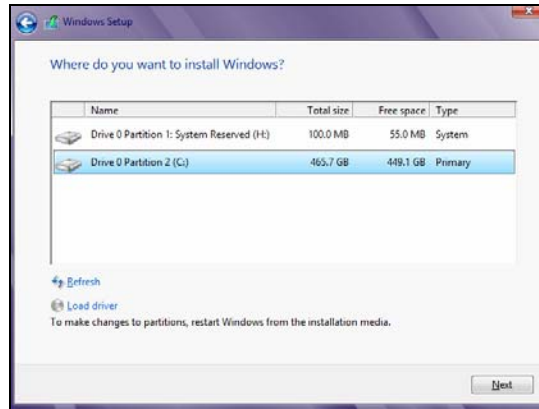 Windows Setup
Where do you want to install Windows?
Name Total size Free space Type
Drive 0 Partition 1: System Reserved (H:) 100.0 MB 55.0 MB System
Drive 0 Partition 2 (C:) 465.7 GB 449.1 GB Primary
Refresh
Load driver
To make changes to partitions, restart Windows from the installation media.
Next